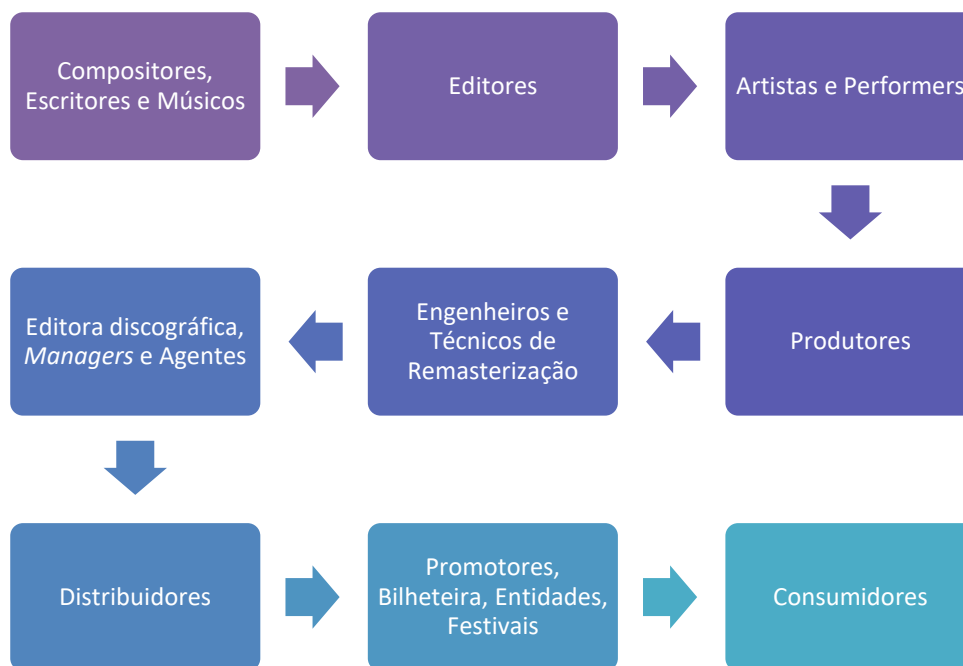 Compositores,
Escritores e Músicos
Editores
Artistas e Performers
Produtores
Engenheiros e
Técnicos de
Remasterização
Editora discográfica,
Managers e Agentes
Distribuidores
Promotores,
Bilheteira, Entidades,
Festivais
Consumidores